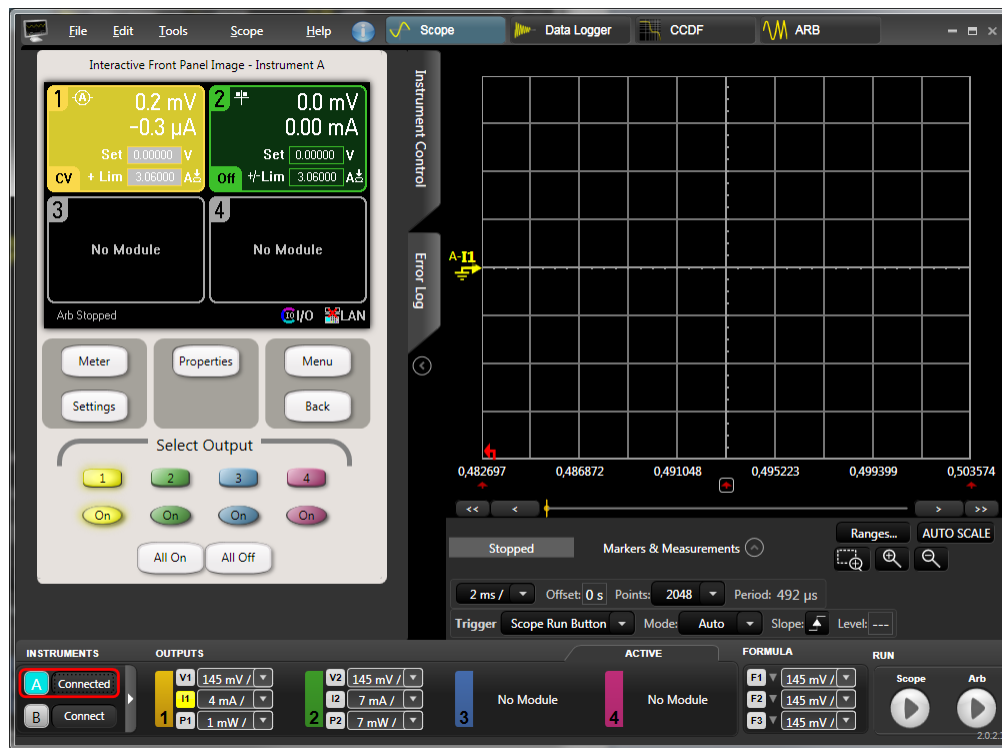 File Edit Tools Scope Help Scope Data Logger CCDF ARB
Interactive Front Panel Image - Instrument A
1 0.2 mV
-0.3 µA
Set 0.00000 V
CV + Lim 3.06000 A
2 0.0 mV
0.00 mA
Set 0.00000 V
Off +/-Lim 3.06000 A
3 No Module
4 No Module
Arb Stopped I/O LAN
Meter Properties Menu
Settings Back
Select Output
1 2 3 4
On On On On
All On All Off
Instrument Control
Error Log
A-I1
0,482697 0,486872 0,491048 0,495223 0,499399 0,503574
<< < > >>
Stopped Markers & Measurements Ranges... AUTO SCALE
2 ms / Offset: 0 s Points: 2048 Period: 492 µs
Trigger Scope Run Button Mode: Auto Slope: Level: ---
INSTRUMENTS OUTPUTS ACTIVE FORMULA RUN
A Connected
B Connect
1 V1 145 mV /
I1 4 mA /
P1 1 mW /
2 V2 145 mV /
I2 7 mA /
P2 7 mW /
3 No Module
4 No Module
F1 145 mV /
F2 145 mV /
F3 145 mV /
Scope Arb